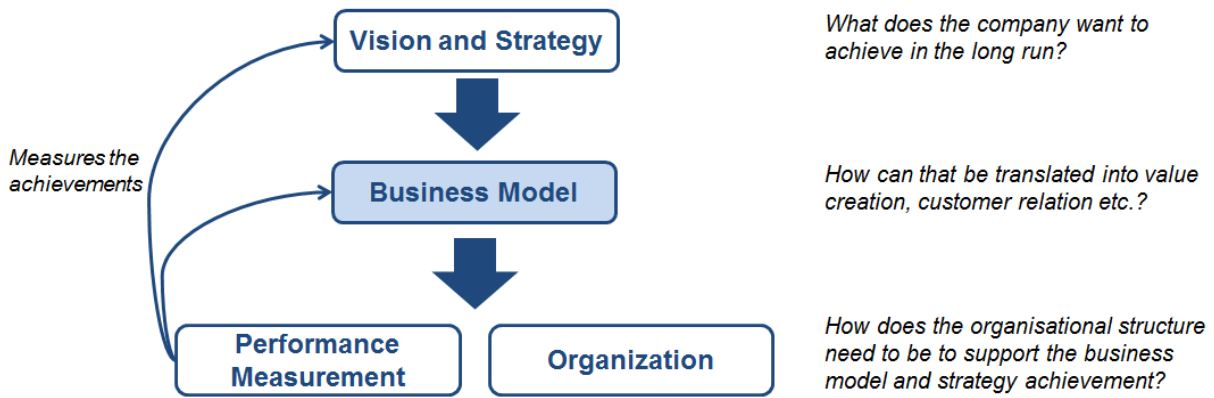 Vision and Strategy
What does the company want to
achieve in the long run?
Measures the
achievements
Business Model
How can that be translated into value
creation, customer relation etc.?
Performance
Measurement
Organization
How does the organisational structure
need to be to support the business
model and strategy achievement?